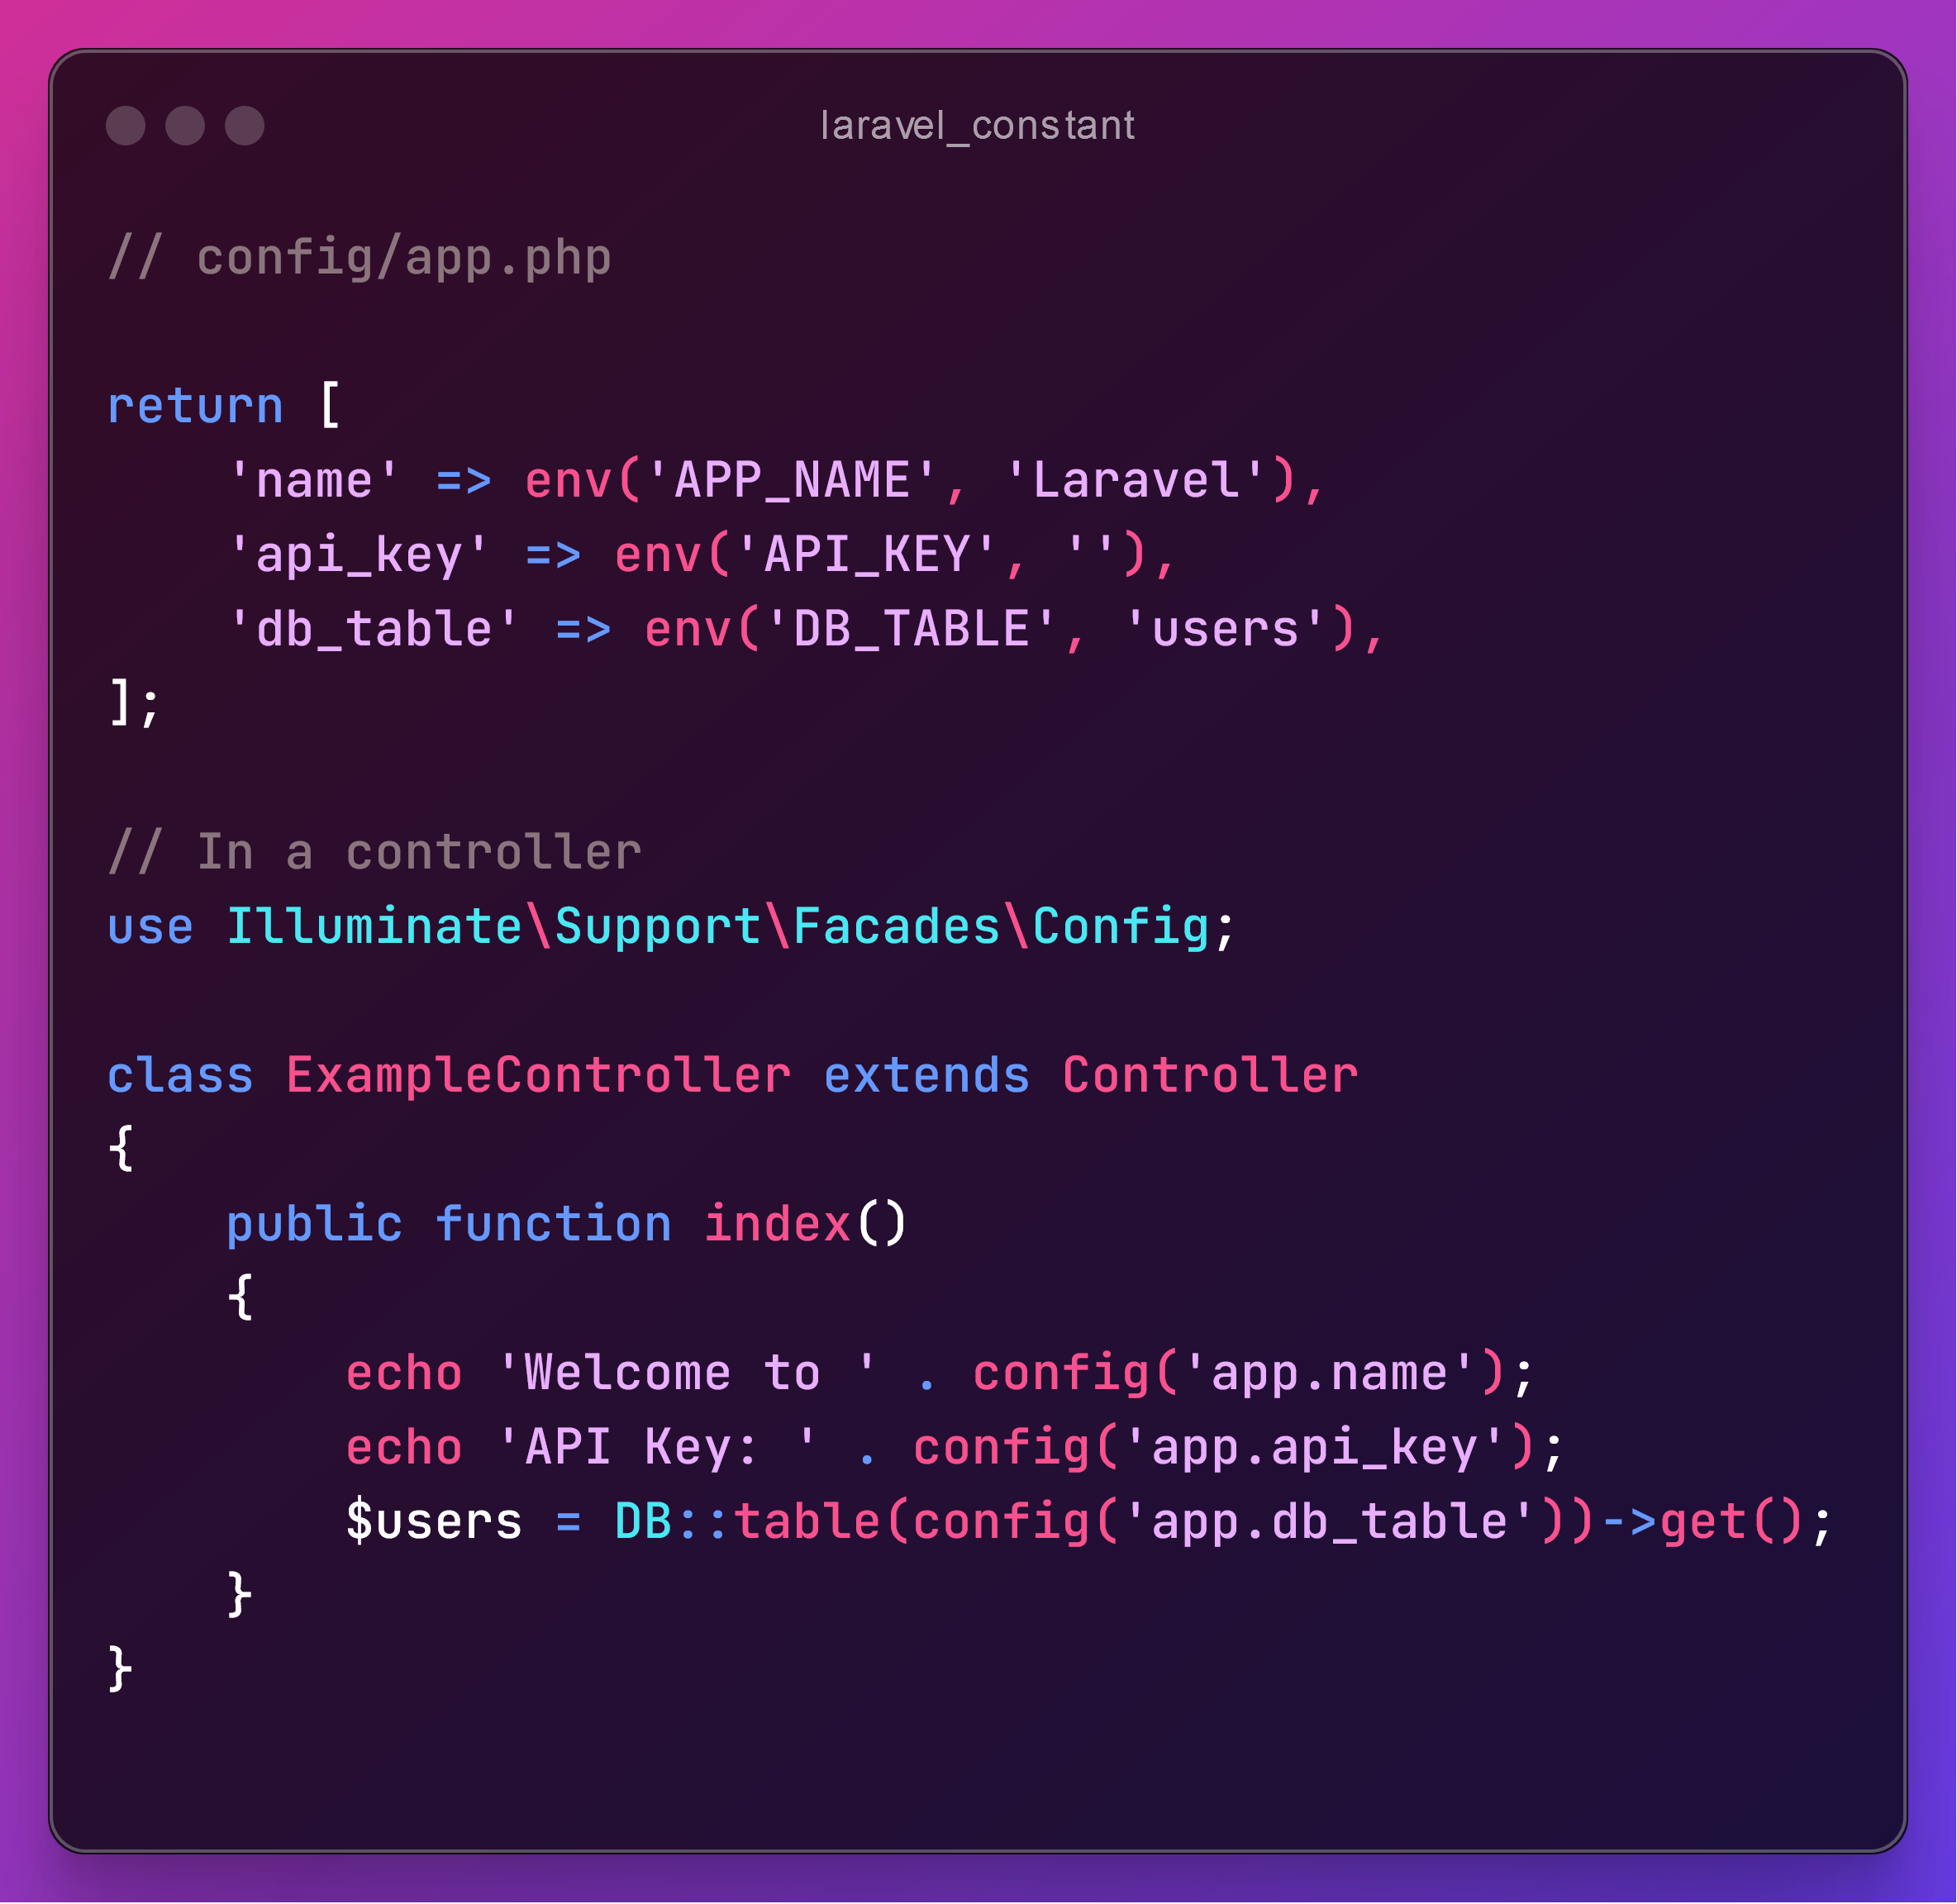 laravel_constant
// config/app.php
return [
    'name' => env('APP_NAME', 'Laravel'),
    'api_key' => env('API_KEY', ''),
    'db_table' => env('DB_TABLE', 'users'),
];
// In a controller
use Illuminate\Support\Facades\Config;
class ExampleController extends Controller
{
    public function index()
    {
        echo 'Welcome to ' . config('app.name');
        echo 'API Key: ' . config('app.api_key');
        $users = DB::table(config('app.db_table'))->get();
    }
}